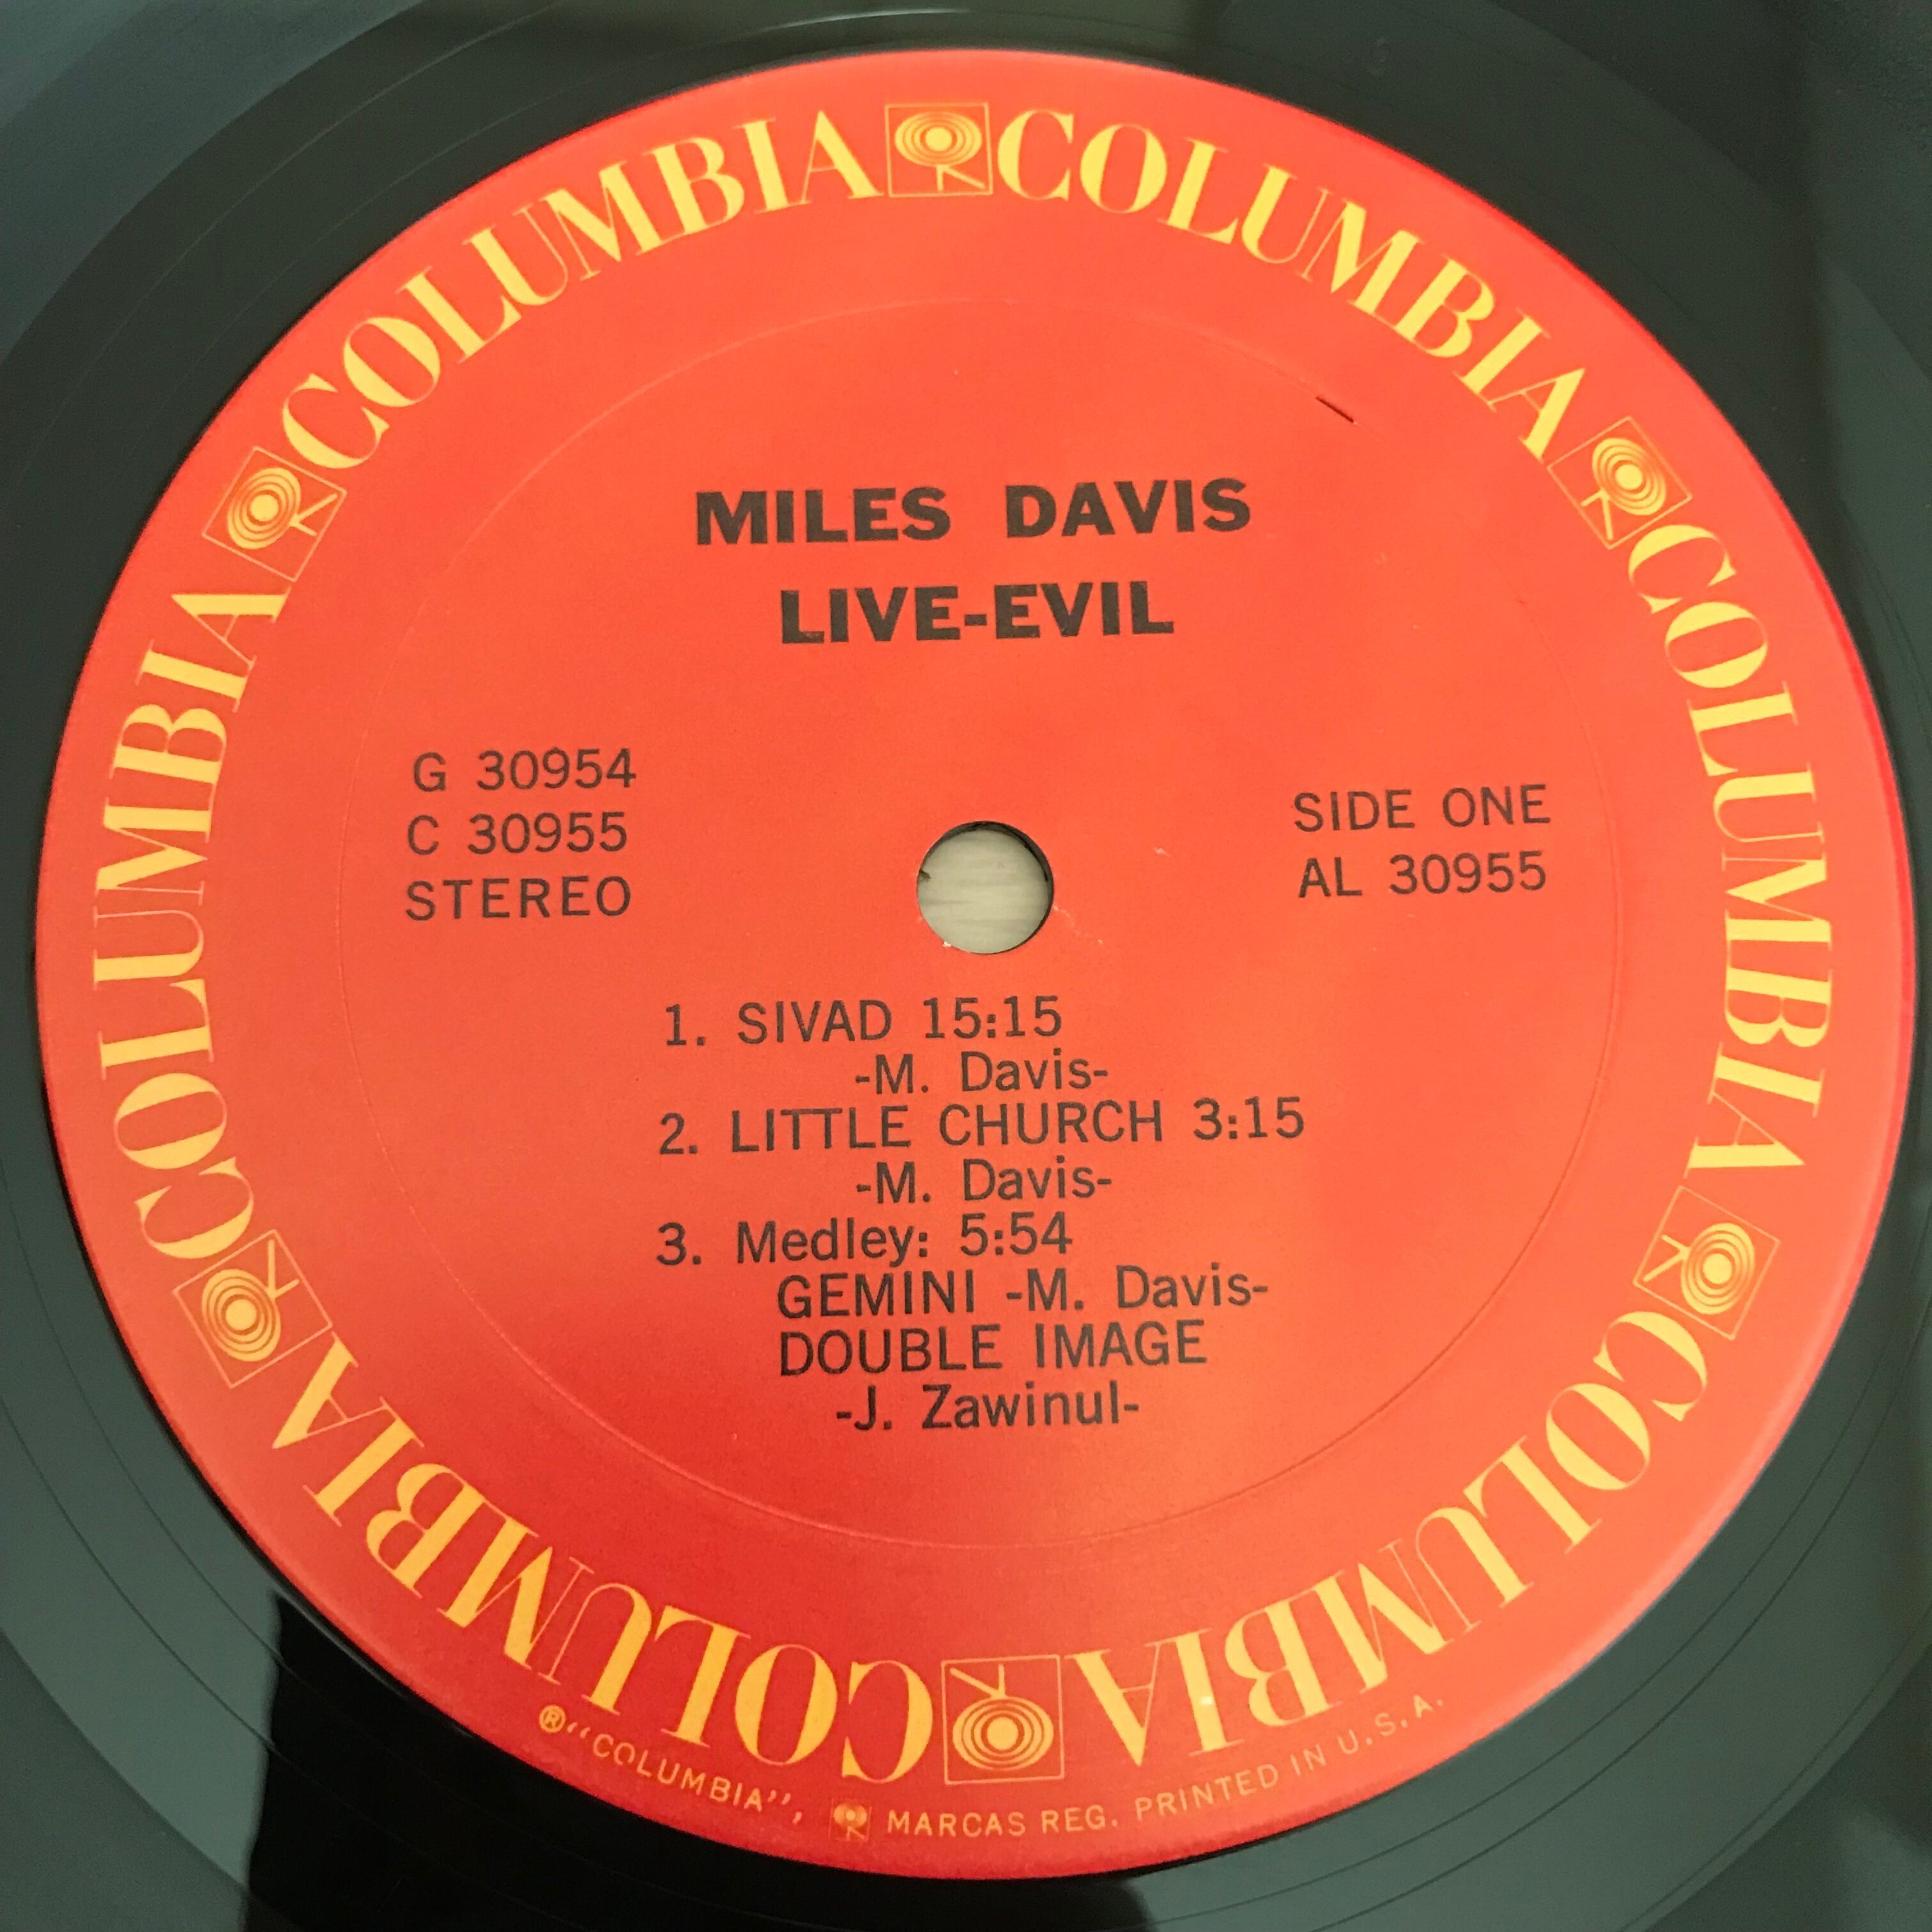 COLUMBIA COLUMBIA COLUMBIA COLUMBIA COLUMBIA COLUMBIA
MILES DAVIS
LIVE-EVIL
G 30954
C 30955
STEREO
SIDE ONE
AL 30955
1. SIVAD 15:15
-M. Davis-
2. LITTLE CHURCH 3:15
-M. Davis-
3. Medley: 5:54
GEMINI -M. Davis-
DOUBLE IMAGE
-J. Zawinul-
®"COLUMBIA", MARCAS REG. PRINTED IN U.S.A.